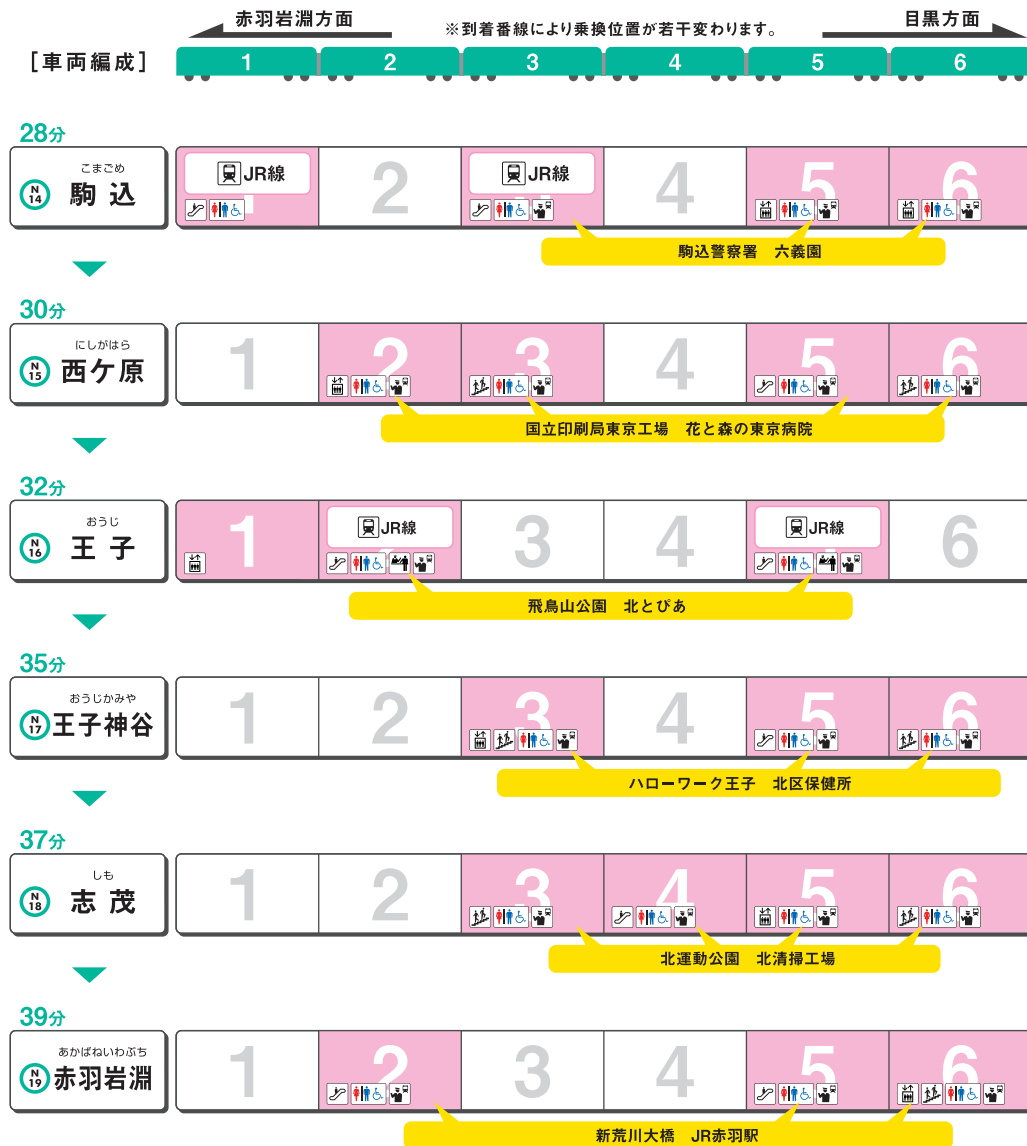 赤羽岩淵方面
※到着番線により乗換位置が若干変わります。
目黒方面
[車両編成]
1 2 3 4 5 6
28分
こまごめ
N14 駒込
JR線 2 JR線 4 5 6
駒込警察署 六義園
30分
にしがはら
N15 西ケ原
1 2 3 4 5 6
国立印刷局東京工場 花と森の東京病院
32分
おうじ
N16 王子
1 JR線 3 4 JR線 6
飛鳥山公園 北とぴあ
35分
おうじかみや
N17 王子神谷
1 2 3 4 5 6
ハローワーク王子 北区保健所
37分
しも
N18 志茂
1 2 3 4 5 6
北運動公園 北清掃工場
39分
あかばねいわぶち
N19 赤羽岩淵
1 2 3 4 5 6
新荒川大橋 JR赤羽駅